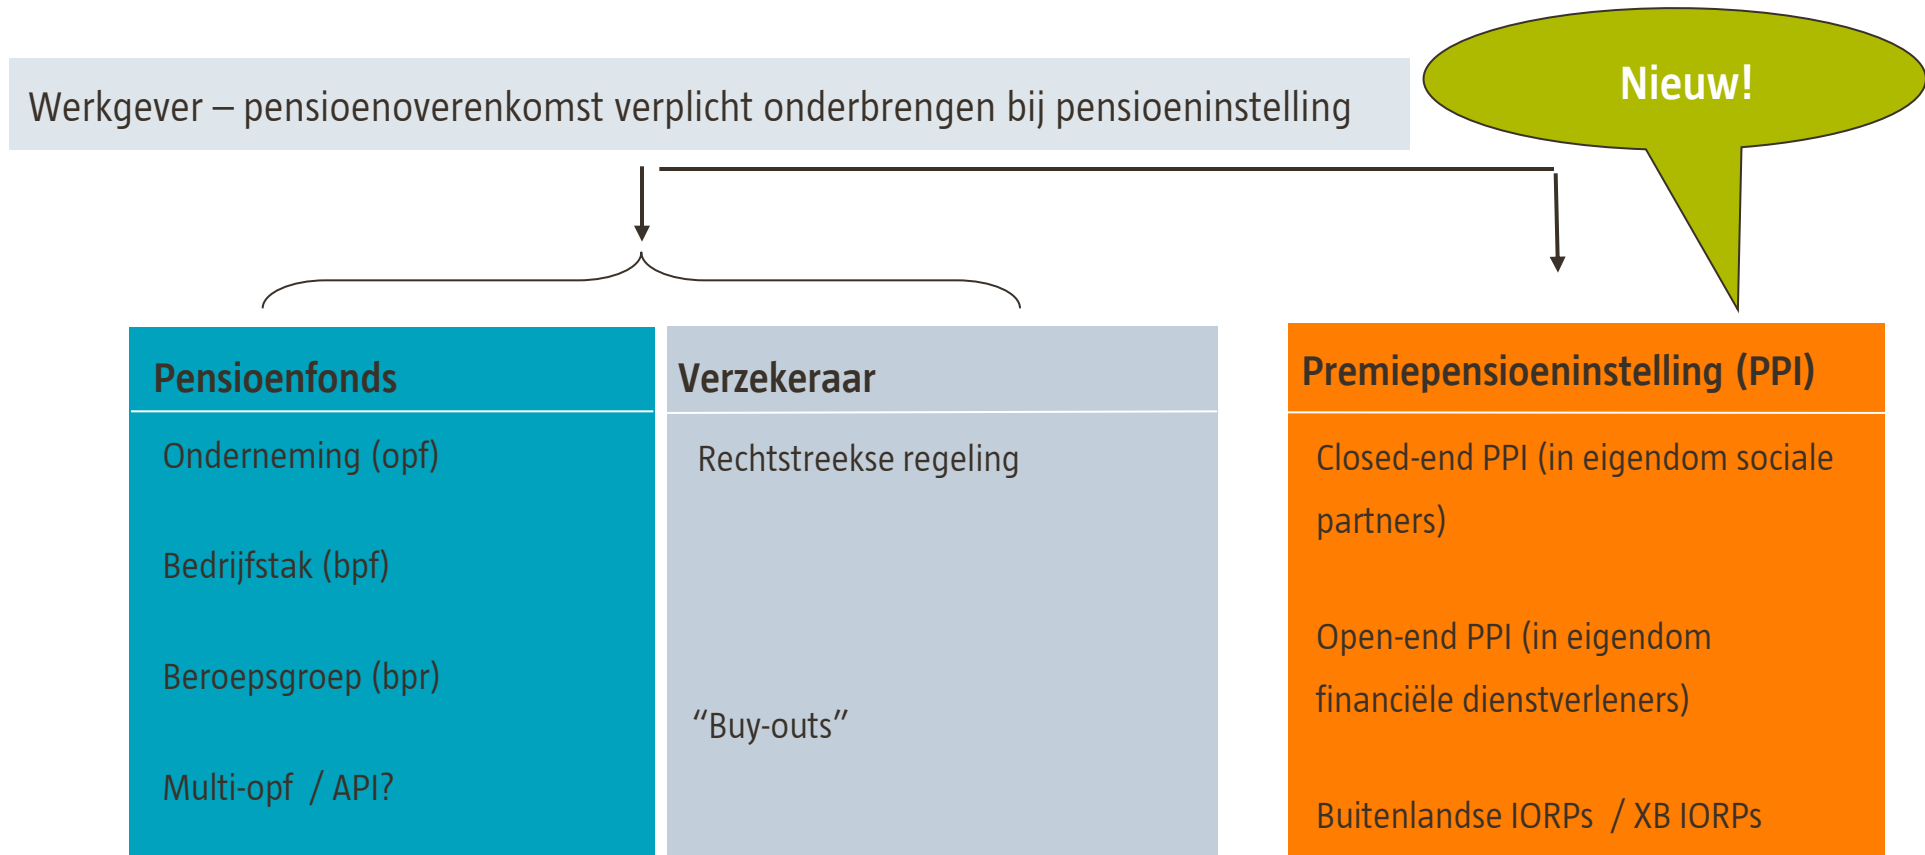 Nieuw!
Werkgever – pensioenovereenkomst verplicht onderbrengen bij pensioeninstelling
Pensioenfonds
Onderneming (opf)
Bedrijfstak (bpf)
Beroepsgroep (bpr)
Multi-opf / API?
Verzekeraar
Rechtstreekse regeling
“Buy-outs”
Premiepensioeninstelling (PPI)
Closed-end PPI (in eigendom sociale
partners)
Open-end PPI (in eigendom
financiële dienstverleners)
Buitenlandse IORPs / XB IORPs